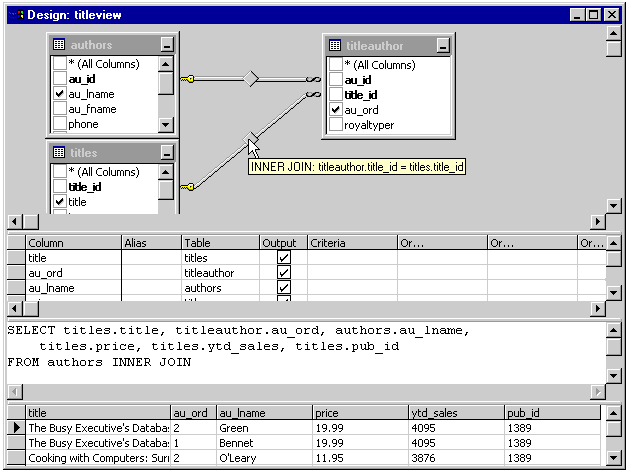 Design: titleview
authors
* (All Columns)
au_id
au_lname
au_fname
phone
titleauthor
* (All Columns)
au_id
title_id
au_ord
royaltyper
titles
* (All Columns)
title_id
title
INNER JOIN: titleauthor.title_id = titles.title_id
Column Alias Table Output Criteria Or... Or... Or...
title titles
au_ord titleauthor
au_lname authors
SELECT titles.title, titleauthor.au_ord, authors.au_lname,
titles.price, titles.ytd_sales, titles.pub_id
FROM authors INNER JOIN
title au_ord au_lname price ytd_sales pub_id
The Busy Executive's Databa 2 Green 19.99 4095 1389
The Busy Executive's Databa 1 Bennet 19.99 4095 1389
Cooking with Computers: Surr 2 O'Leary 11.95 3876 1389